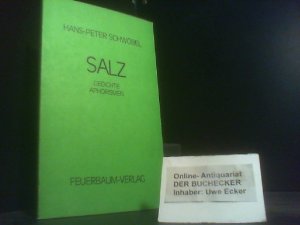 HANS-PETER SCHWÖBEL
SALZ
GEDICHTE
APHORISMEN
FEUERBAUM-VERLAG
Online- Antiquariat
DER BUCHECKER
Inhaber: Uwe Ecker